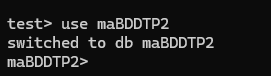 test> use maBDDTP2
switched to db maBDDTP2
maBDDTP2>